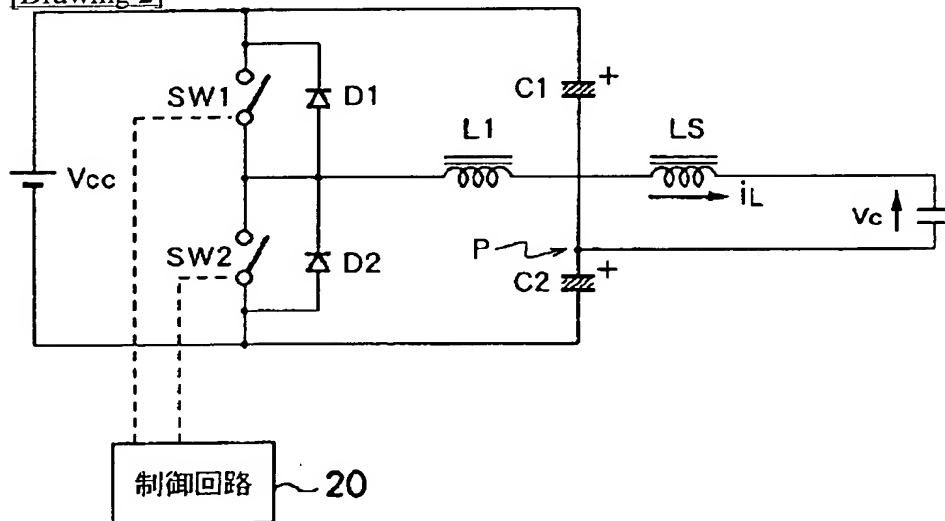 [Drawing 2]
SW1
D1
C1 +
L1
LS
Vcc
iL
Vc
SW2
D2
P
C2 +
制御回路
20